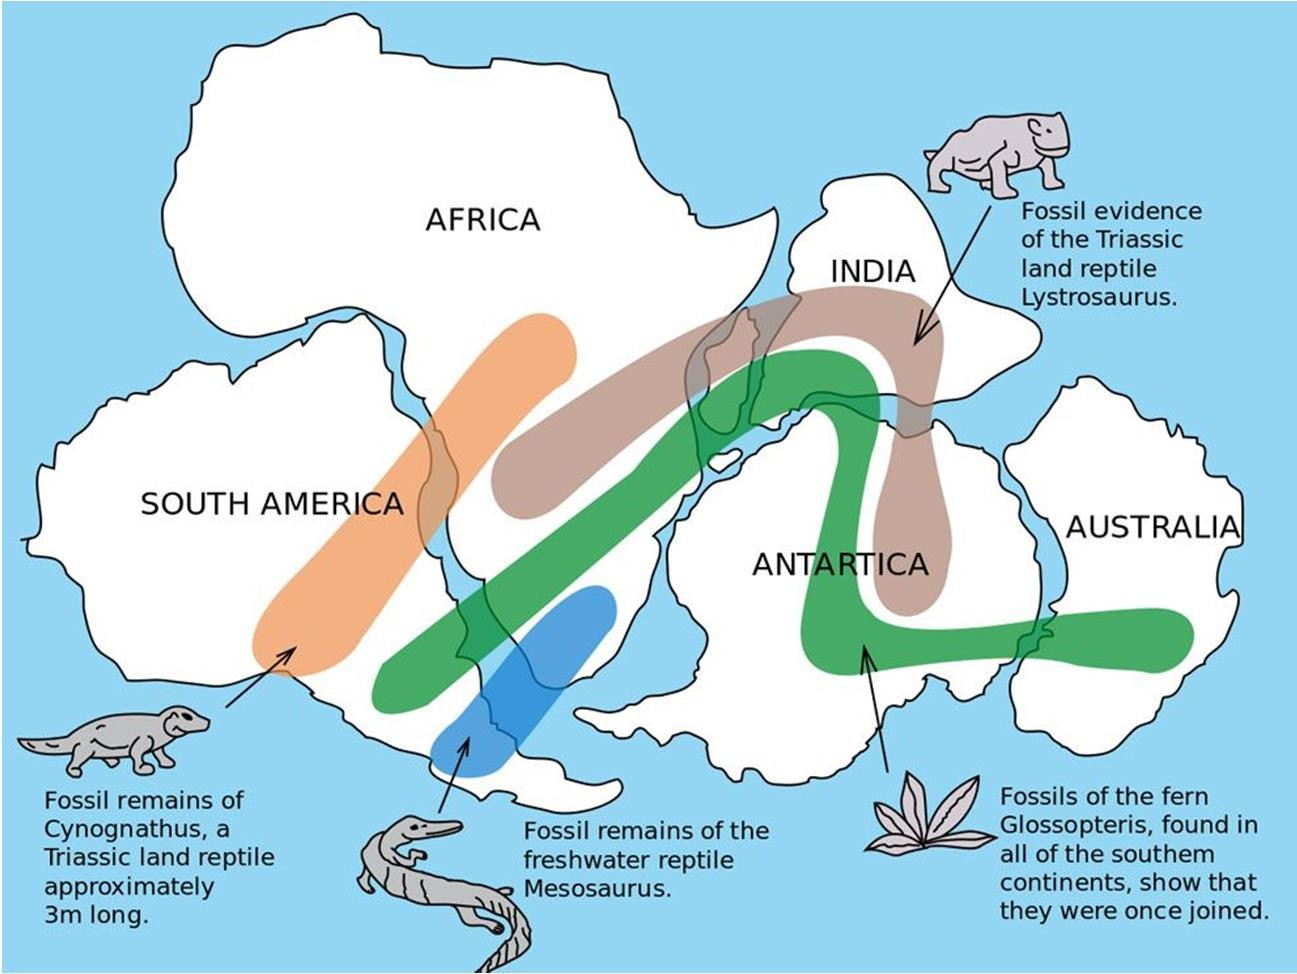 AFRICA
INDIA
Fossil evidence
of the Triassic
land reptile
Lystrosaurus.
SOUTH AMERICA
ANTARTICA
AUSTRALIA
Fossil remains of
Cynognathus, a
Triassic land reptile
approximately
3m long.
Fossil remains of the
freshwater reptile
Mesosaurus.
Fossils of the fern
Glossopteris, found in
all of the southem
continents, show that
they were once joined.